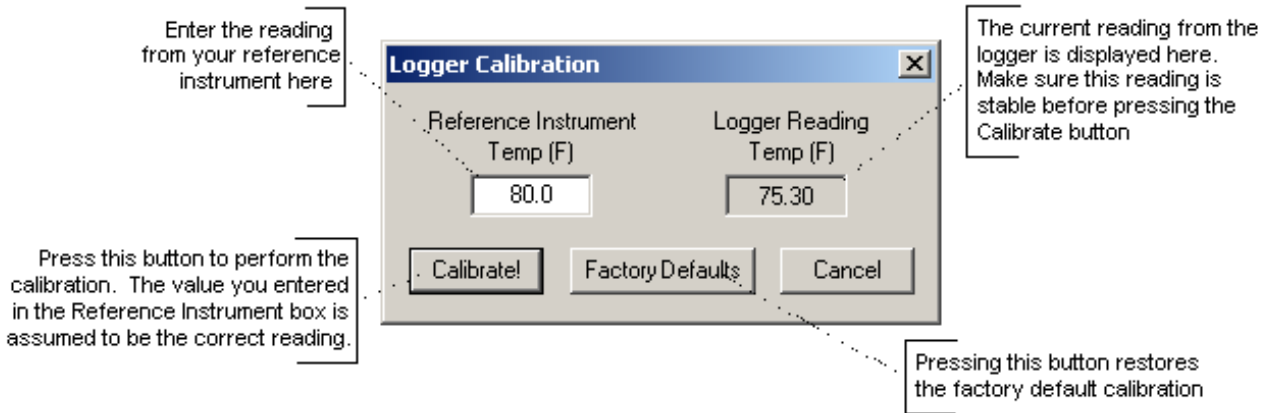 Enter the reading
from your reference
instrument here
The current reading from the
logger is displayed here.
Make sure this reading is
stable before pressing the
Calibrate button
Logger Calibration
Reference Instrument
Temp (F)
80.0
Logger Reading
Temp (F)
75.30
Press this button to perform the
calibration. The value you entered
in the Reference Instrument box is
assumed to be the correct reading.
Calibrate!
Factory Defaults
Cancel
Pressing this button restores
the factory default calibration